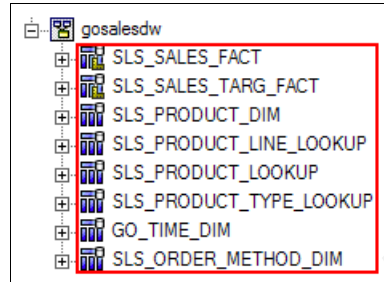 gosalesdw
SLS_SALES_FACT
SLS_SALES_TARG_FACT
SLS_PRODUCT_DIM
SLS_PRODUCT_LINE_LOOKUP
SLS_PRODUCT_LOOKUP
SLS_PRODUCT_TYPE_LOOKUP
GO_TIME_DIM
SLS_ORDER_METHOD_DIM